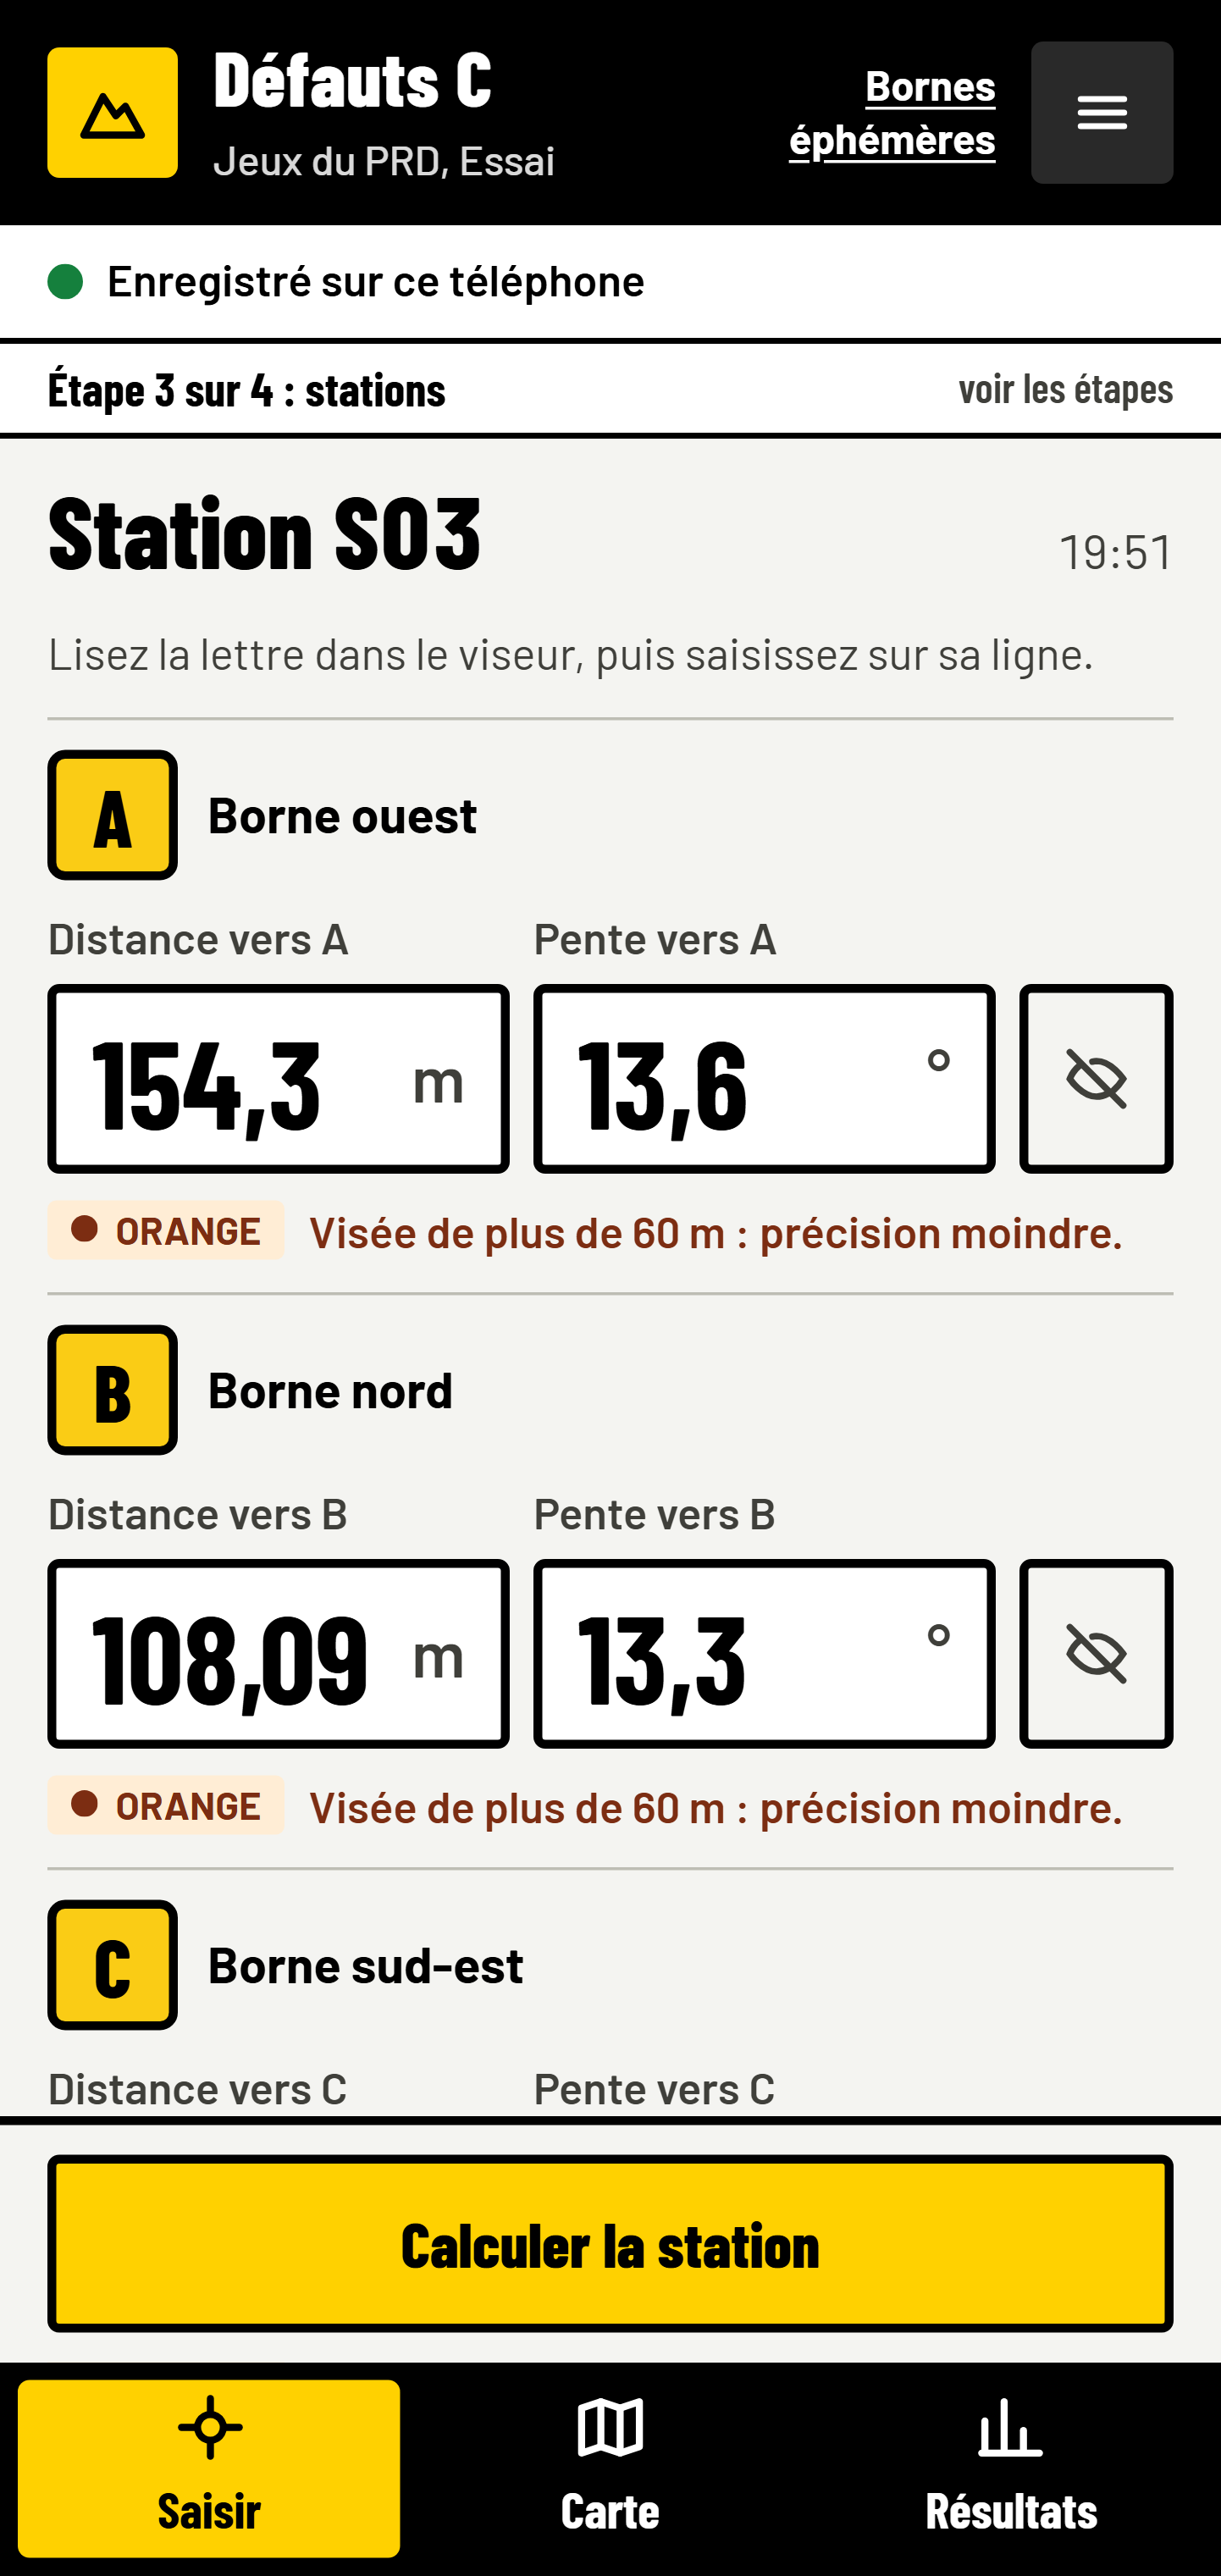 Défauts C
Jeux du PRD, Essai
Bornes
éphémères
Enregistré sur ce téléphone
Étape 3 sur 4 : stations
voir les étapes
Station S03
19:51
Lisez la lettre dans le viseur, puis saisissez sur sa ligne.
A
Borne ouest
Distance vers A
Pente vers A
154,3 m
13,6 °
ORANGE
Visée de plus de 60 m : précision moindre.
B
Borne nord
Distance vers B
Pente vers B
108,09 m
13,3 °
ORANGE
Visée de plus de 60 m : précision moindre.
C
Borne sud-est
Distance vers C
Pente vers C
Calculer la station
Saisir
Carte
Résultats